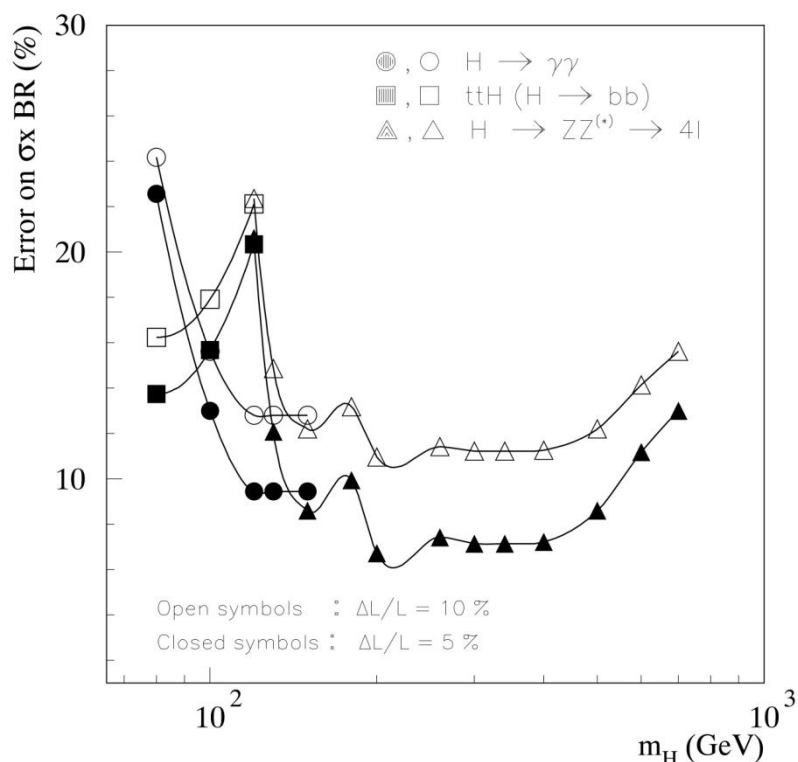 30
Error on σx BR (%)
, H → γγ
, ttH (H → bb)
, H → ZZ(*) → 4l
20
10
Open symbols : ΔL/L = 10 %
Closed symbols : ΔL/L = 5 %
10² 10³
m_H (GeV)